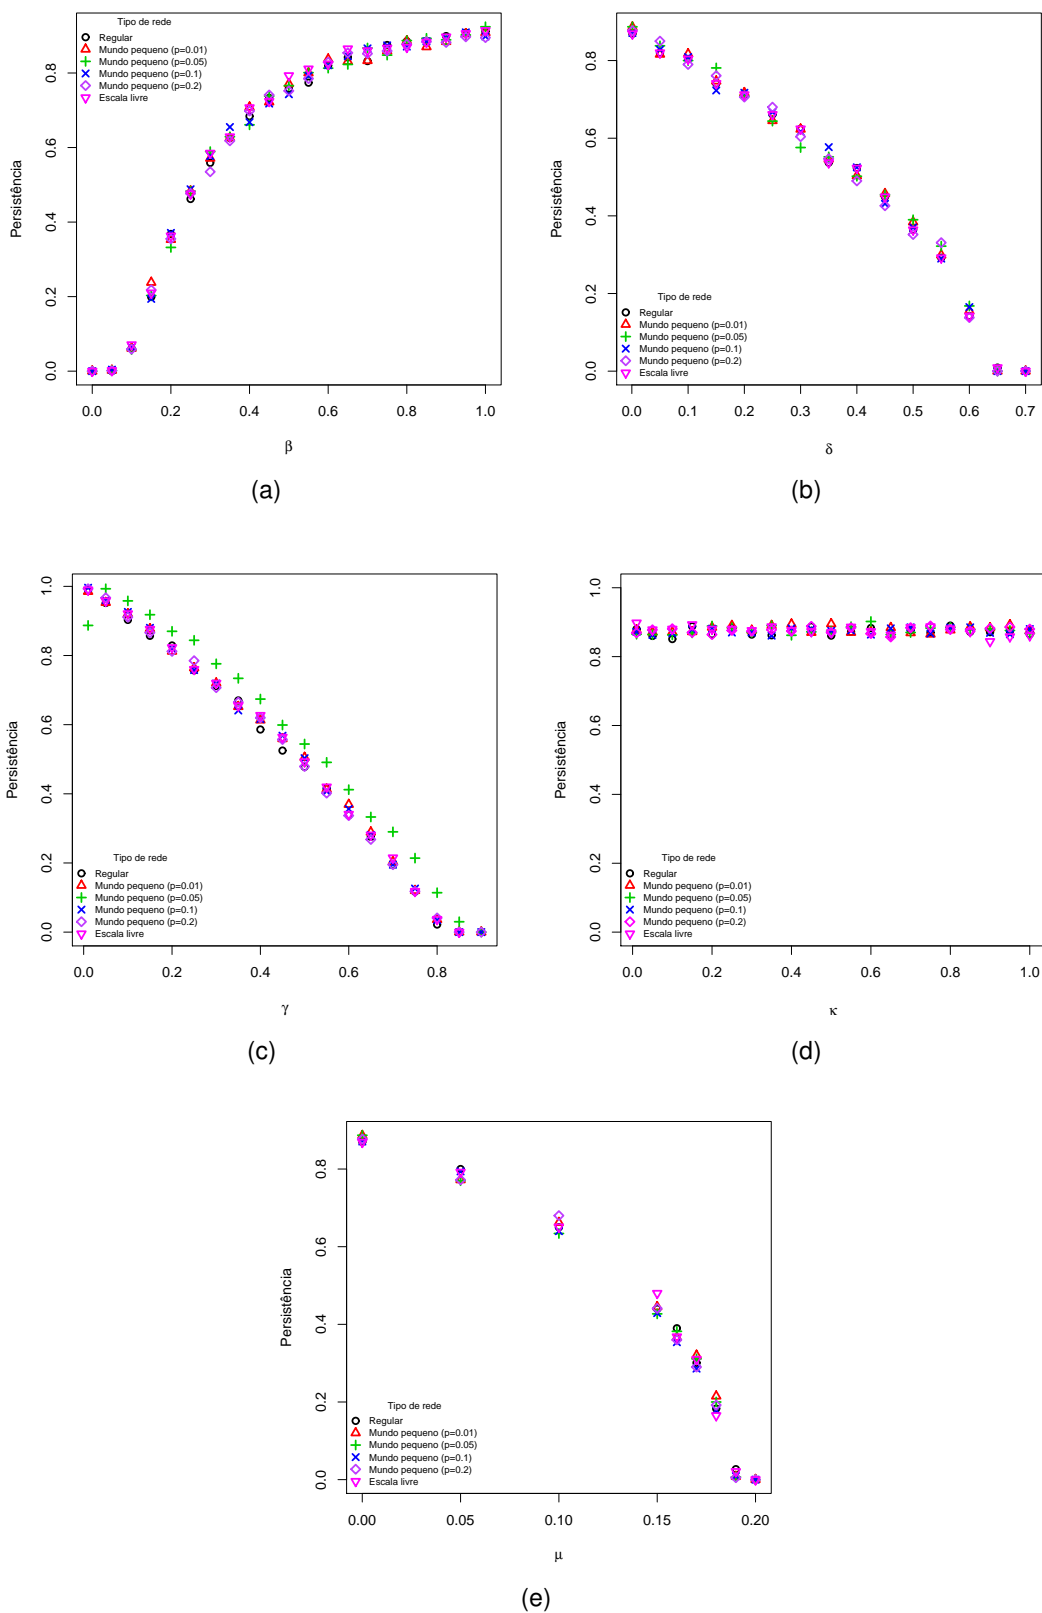 Tipo de rede
Regular
Mundo pequeno (p=0.01)
Mundo pequeno (p=0.05)
Mundo pequeno (p=0.1)
Mundo pequeno (p=0.2)
Escala livre
Persistência
0.0 0.2 0.4 0.6 0.8
0.0 0.2 0.4 0.6 0.8 1.0
β
(a)
Persistência
0.0 0.2 0.4 0.6 0.8
Tipo de rede
Regular
Mundo pequeno (p=0.01)
Mundo pequeno (p=0.05)
Mundo pequeno (p=0.1)
Mundo pequeno (p=0.2)
Escala livre
0.0 0.1 0.2 0.3 0.4 0.5 0.6 0.7
δ
(b)
Persistência
0.0 0.2 0.4 0.6 0.8 1.0
Tipo de rede
Regular
Mundo pequeno (p=0.01)
Mundo pequeno (p=0.05)
Mundo pequeno (p=0.1)
Mundo pequeno (p=0.2)
Escala livre
0.0 0.2 0.4 0.6 0.8
γ
(c)
Persistência
0.0 0.2 0.4 0.6 0.8 1.0
Tipo de rede
Regular
Mundo pequeno (p=0.01)
Mundo pequeno (p=0.05)
Mundo pequeno (p=0.1)
Mundo pequeno (p=0.2)
Escala livre
0.0 0.2 0.4 0.6 0.8 1.0
κ
(d)
Persistência
0.0 0.2 0.4 0.6 0.8
Tipo de rede
Regular
Mundo pequeno (p=0.01)
Mundo pequeno (p=0.05)
Mundo pequeno (p=0.1)
Mundo pequeno (p=0.2)
Escala livre
0.00 0.05 0.10 0.15 0.20
μ
(e)